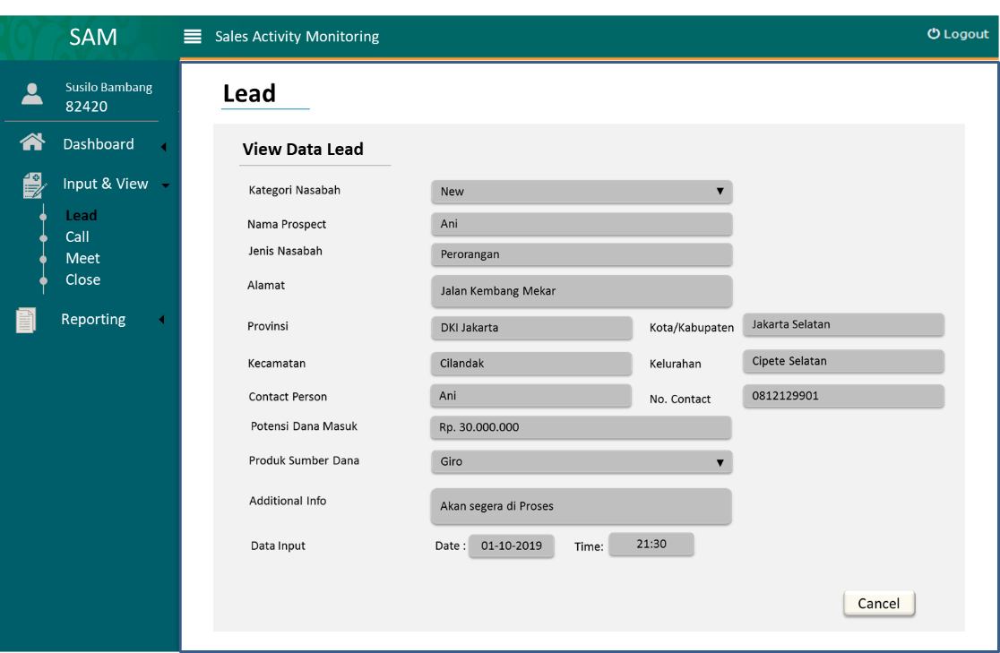 SAM
Sales Activity Monitoring
Logout
Susilo Bambang
82420
Dashboard
Input & View
Lead
Call
Meet
Close
Reporting
Lead
View Data Lead
Kategori Nasabah New
Nama Prospect Ani
Jenis Nasabah Perorangan
Alamat Jalan Kembang Mekar
Provinsi DKI Jakarta Kota/Kabupaten Jakarta Selatan
Kecamatan Cilandak Kelurahan Cipete Selatan
Contact Person Ani No. Contact 0812129901
Potensi Dana Masuk Rp. 30.000.000
Produk Sumber Dana Giro
Additional Info Akan segera di Proses
Data Input Date : 01-10-2019 Time: 21:30
Cancel